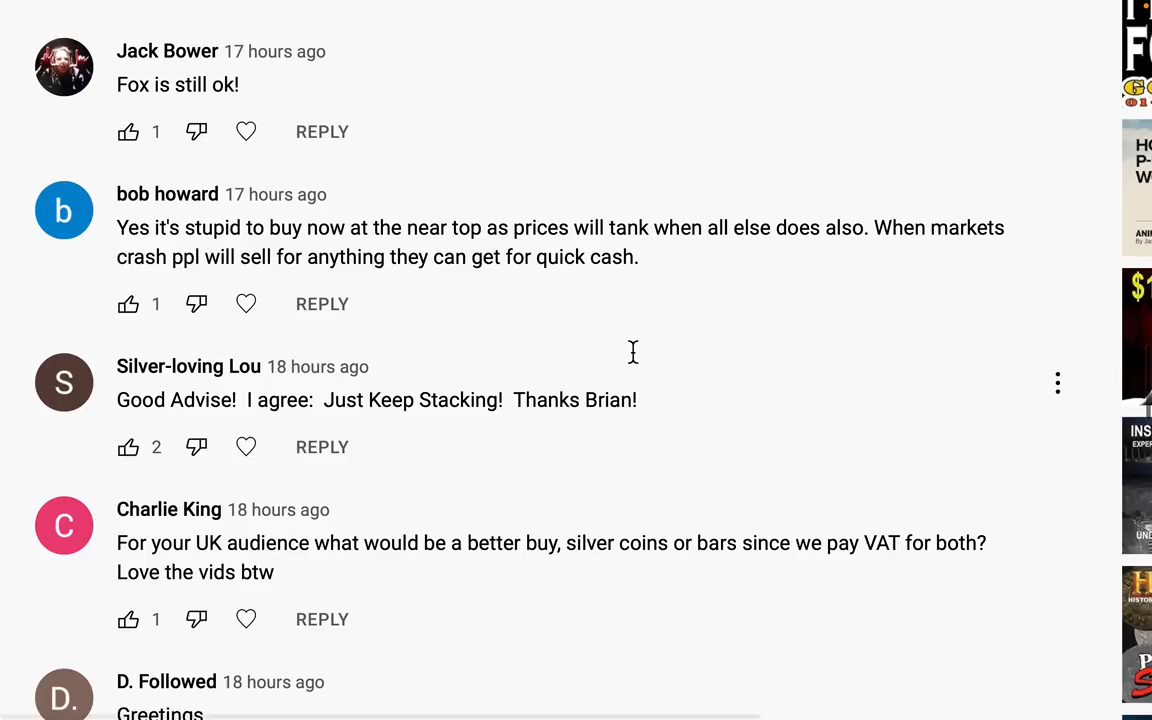 Jack Bower 17 hours ago
Fox is still ok!
1 REPLY
b
bob howard 17 hours ago
Yes it's stupid to buy now at the near top as prices will tank when all else does also. When markets
crash ppl will sell for anything they can get for quick cash.
1 REPLY
S
Silver-loving Lou 18 hours ago
Good Advise!  I agree:  Just Keep Stacking!  Thanks Brian!
2 REPLY
C
Charlie King 18 hours ago
For your UK audience what would be a better buy, silver coins or bars since we pay VAT for both?
Love the vids btw
1 REPLY
D.
D. Followed 18 hours ago
Greetings